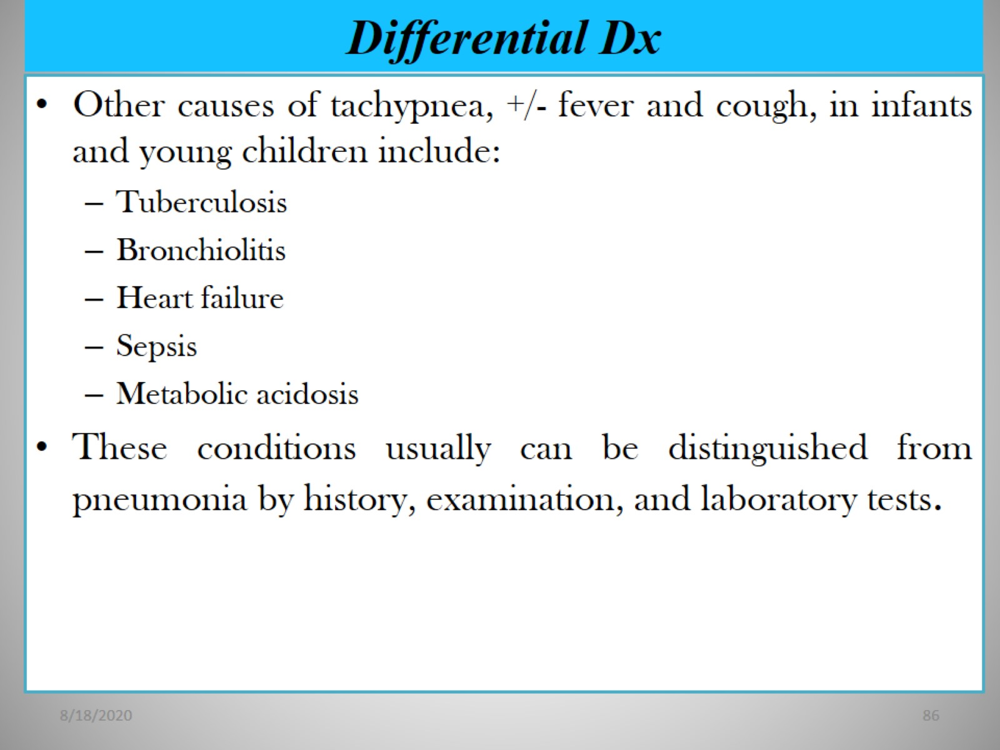 Differential Dx
• Other causes of tachypnea, +/- fever and cough, in infants
and young children include:
– Tuberculosis
– Bronchiolitis
– Heart failure
– Sepsis
– Metabolic acidosis
• These conditions usually can be distinguished from
pneumonia by history, examination, and laboratory tests.
8/18/2020
86